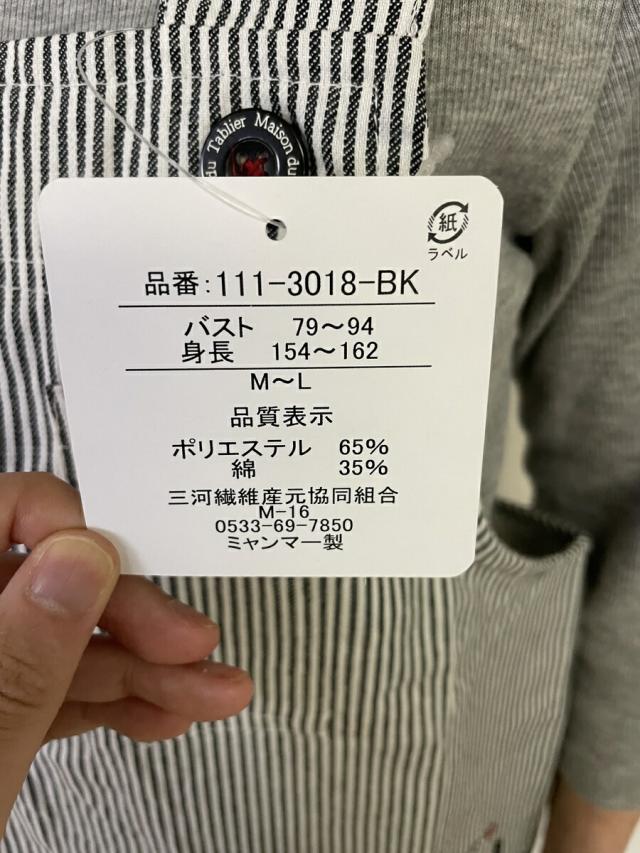 du Tablier Maison du
紙
ラベル
品番:111-3018-BK
バスト 79～94
身長 154～162
M～L
品質表示
ポリエステル 65%
綿 35%
三河繊維産元協同組合
M-16
0533-69-7850
ミャンマー製